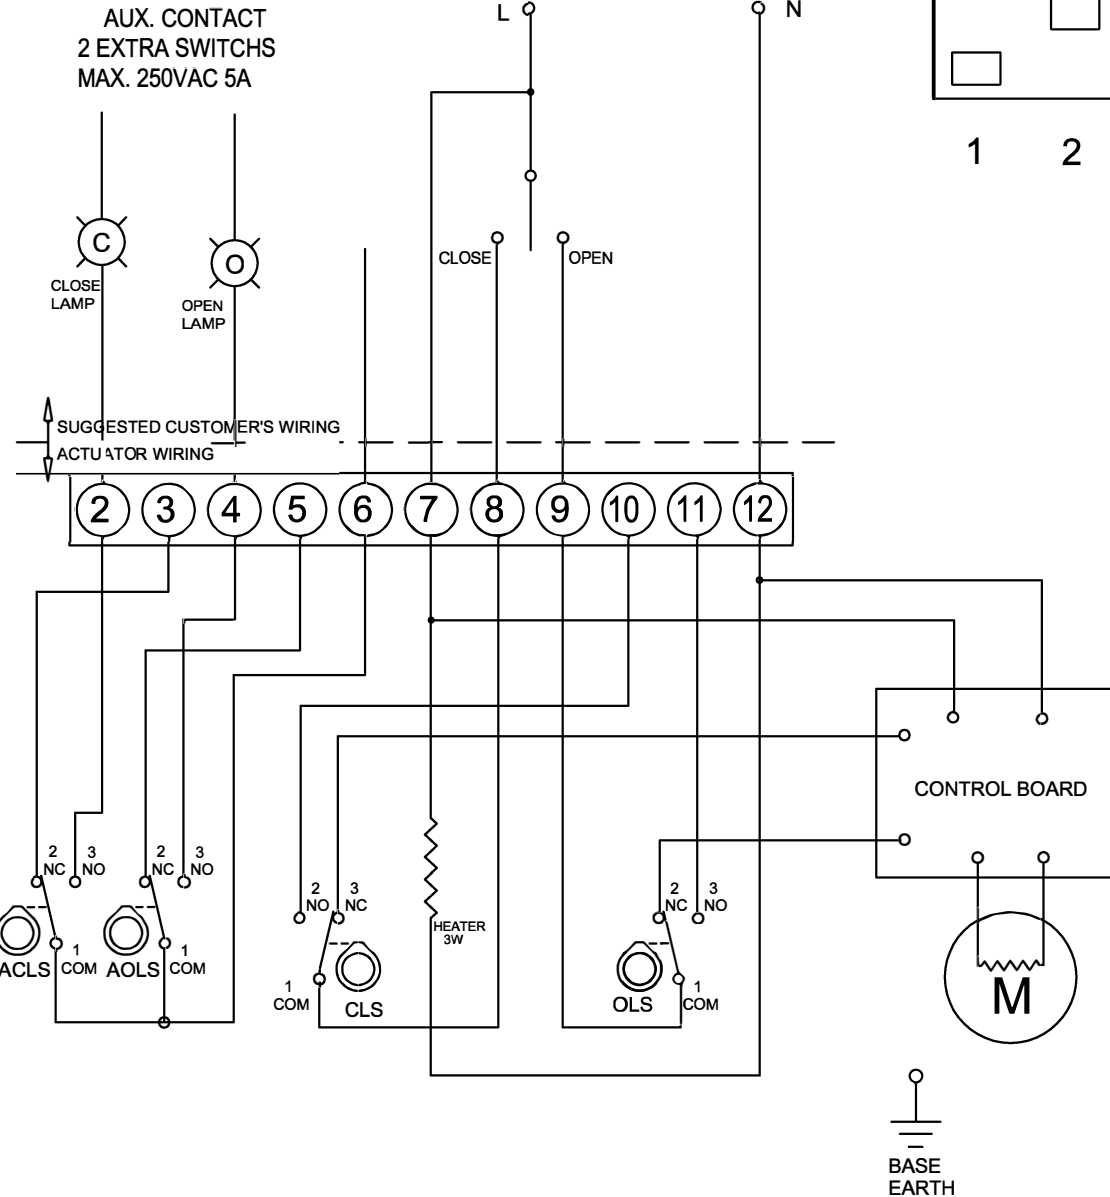 AUX. CONTACT
2 EXTRA SWITCHS
MAX. 250VAC 5A
L
N
1 2
C
CLOSE
LAMP
O
OPEN
LAMP
CLOSE
OPEN
SUGGESTED CUSTOMER'S WIRING
ACTUATOR WIRING
2 3 4 5 6 7 8 9 10 11 12
CONTROL BOARD
2 3
NC NO
1
COM
ACLS
2 3
NC NO
1
COM
AOLS
2 3
NO NC
1
COM
CLS
HEATER
3W
2 3
NC NO
1
COM
OLS
M
BASE
EARTH